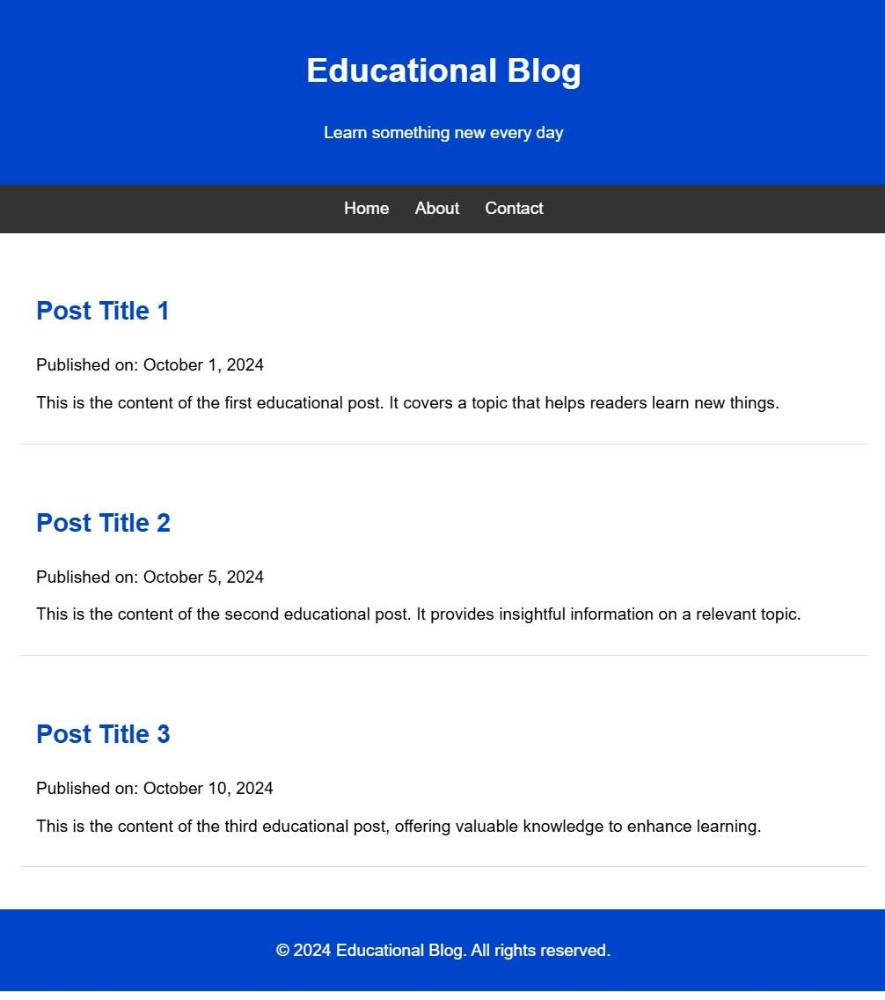 Educational Blog
Learn something new every day
Home About Contact
Post Title 1
Published on: October 1, 2024
This is the content of the first educational post. It covers a topic that helps readers learn new things.
Post Title 2
Published on: October 5, 2024
This is the content of the second educational post. It provides insightful information on a relevant topic.
Post Title 3
Published on: October 10, 2024
This is the content of the third educational post, offering valuable knowledge to enhance learning.
© 2024 Educational Blog. All rights reserved.